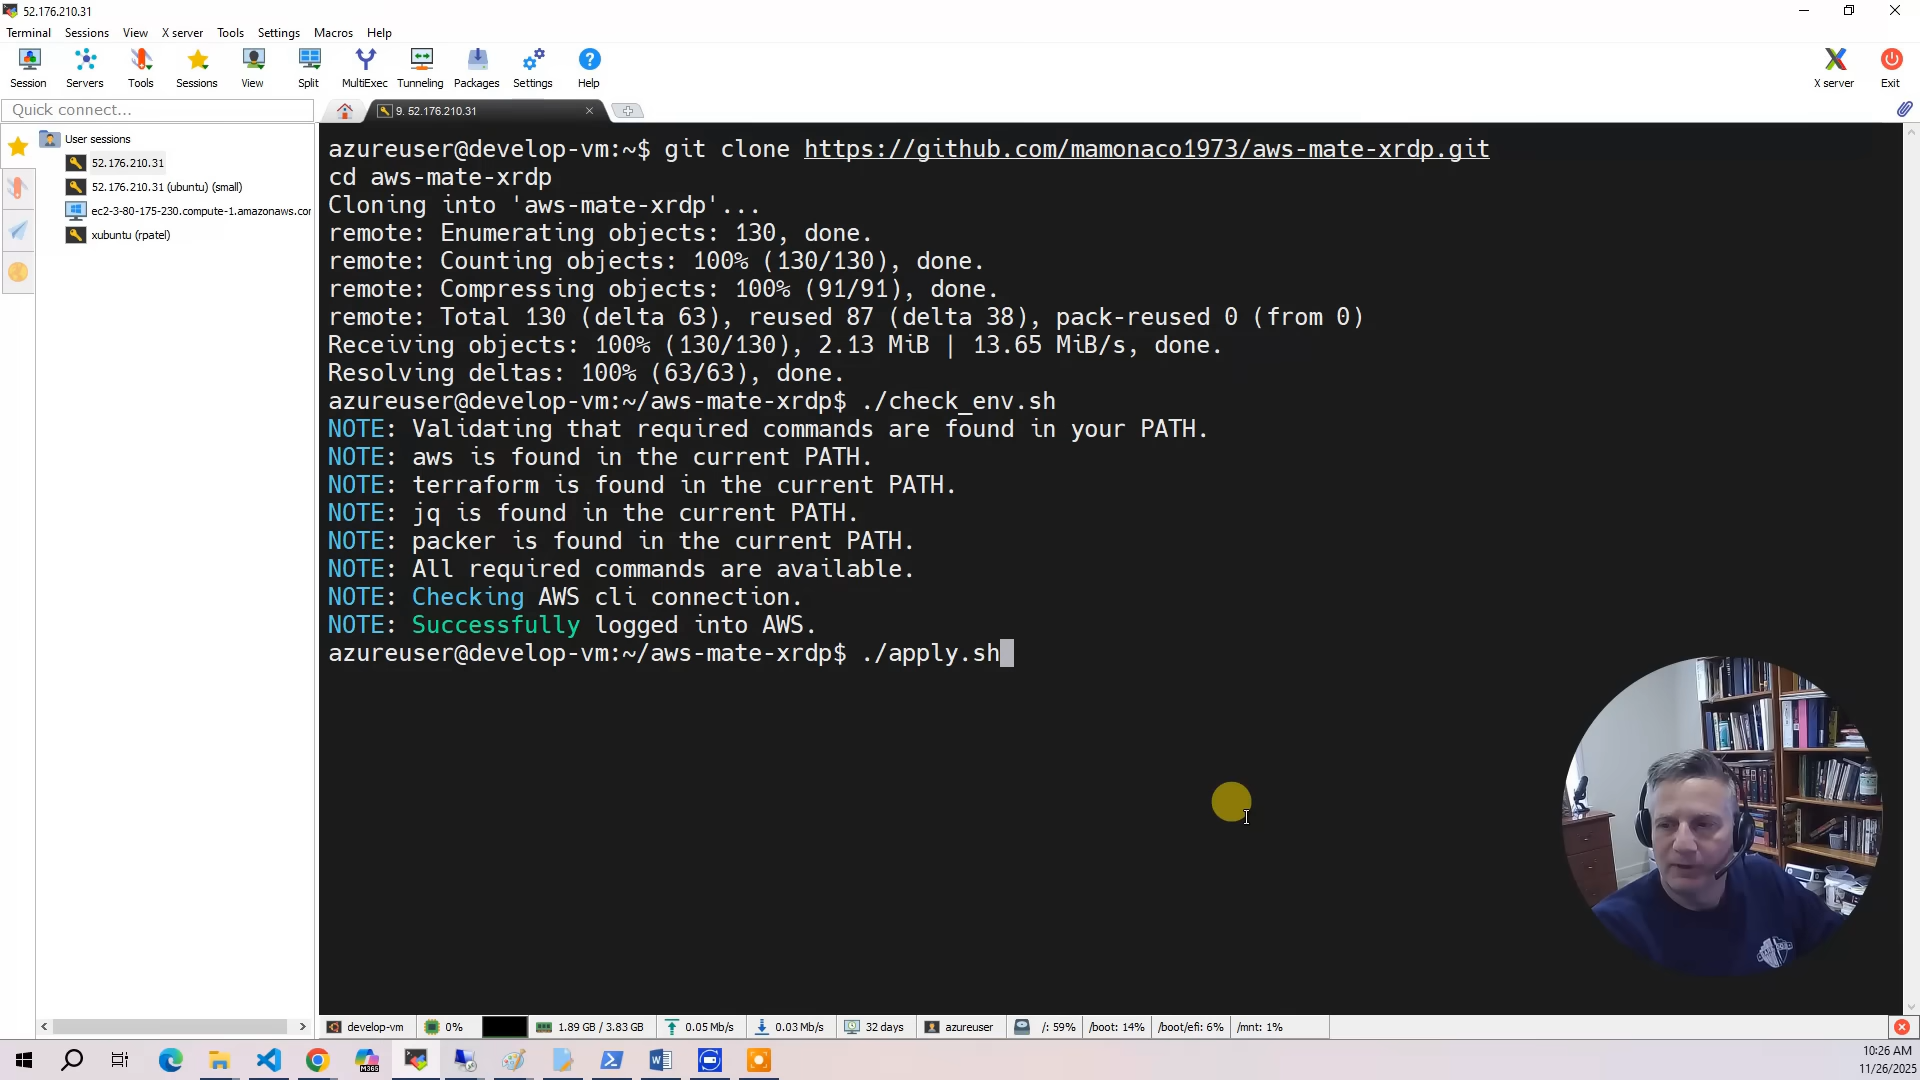 52.176.210.31
Terminal Sessions View X server Tools Settings Macros Help
Session Servers Tools Sessions View Split MultiExec Tunneling Packages Settings Help X server Exit
Quick connect...
9. 52.176.210.31
User sessions
52.176.210.31
52.176.210.31 (ubuntu) (small)
ec2-3-80-175-230.compute-1.amazonaws.cor
xubuntu (rpatel)
azureuser@develop-vm:~$ git clone https://github.com/mamonaco1973/aws-mate-xrdp.git
cd aws-mate-xrdp
Cloning into 'aws-mate-xrdp'...
remote: Enumerating objects: 130, done.
remote: Counting objects: 100% (130/130), done.
remote: Compressing objects: 100% (91/91), done.
remote: Total 130 (delta 63), reused 87 (delta 38), pack-reused 0 (from 0)
Receiving objects: 100% (130/130), 2.13 MiB | 13.65 MiB/s, done.
Resolving deltas: 100% (63/63), done.
azureuser@develop-vm:~/aws-mate-xrdp$ ./check_env.sh
NOTE: Validating that required commands are found in your PATH.
NOTE: aws is found in the current PATH.
NOTE: terraform is found in the current PATH.
NOTE: jq is found in the current PATH.
NOTE: packer is found in the current PATH.
NOTE: All required commands are available.
NOTE: Checking AWS cli connection.
NOTE: Successfully logged into AWS.
azureuser@develop-vm:~/aws-mate-xrdp$ ./apply.sh
develop-vm 0% 1.89 GB / 3.83 GB 0.05 Mb/s 0.03 Mb/s 32 days azureuser /: 59% /boot: 14% /boot/efi: 6% /mnt: 1%
M365
10:26 AM
11/26/2025